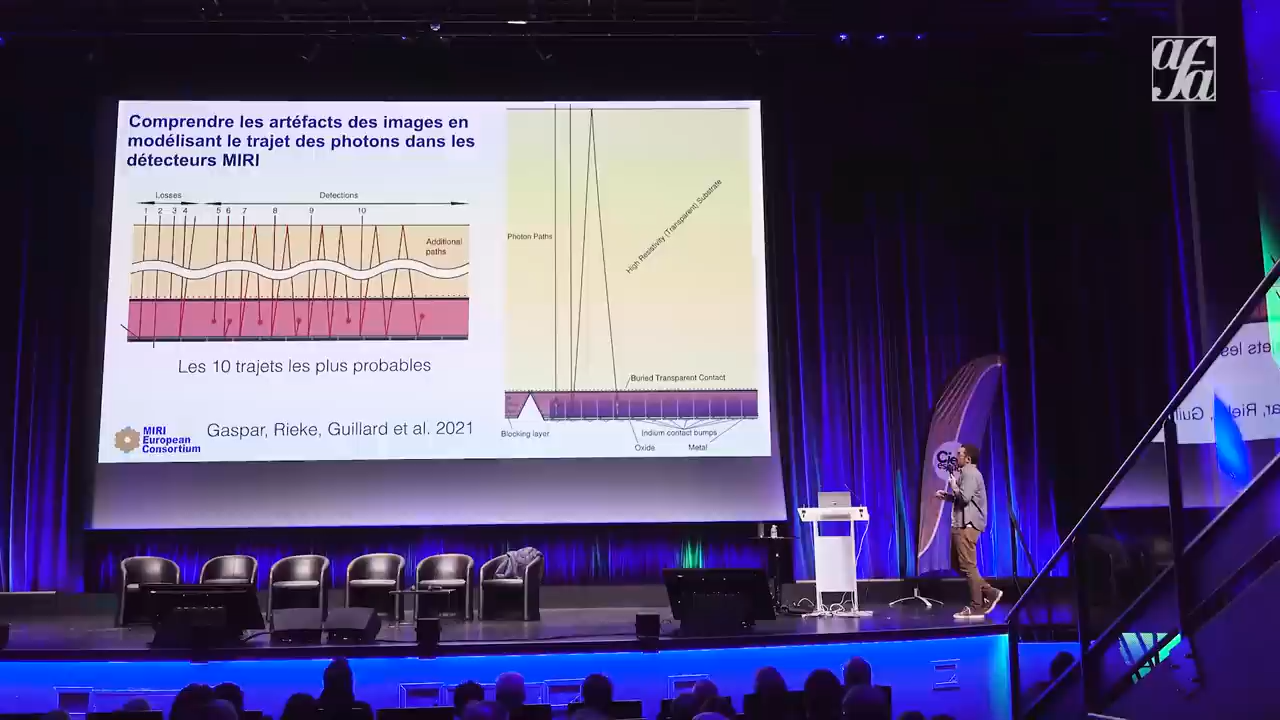 afa
Comprendre les artéfacts des images en
modélisant le trajet des photons dans les
détecteurs MIRI
Losses
Defections
1 2 3 4 5 6 7 8 9 10
Additional
paths
Les 10 trajets les plus probables
Gaspar, Rieke, Guillard et al. 2021
MIRI
European
Consortium
Photon Paths
High Resistivity (Transparent) Substrate
Buried Transparent Contact
Blocking layer
Indium contact bumps
Oxide
Metal